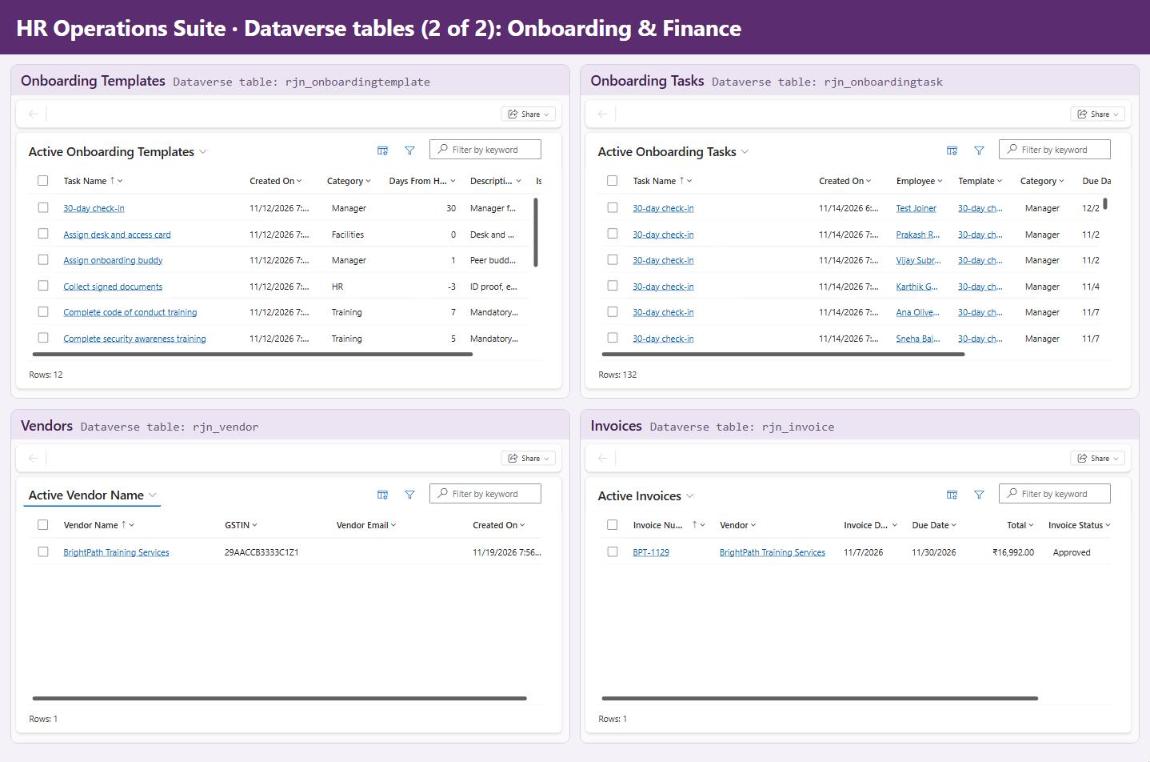 HR Operations Suite · Dataverse tables (2 of 2): Onboarding & Finance
Onboarding Templates Dataverse table: rjn_onboardingtemplate
Share
Active Onboarding Templates
Filter by keyword
Task Name ↑ Created On Category Days From H... Descripti... Is
30-day check-in 11/12/2026 7:... Manager 30 Manager f...
Assign desk and access card 11/12/2026 7:... Facilities 0 Desk and ...
Assign onboarding buddy 11/12/2026 7:... Manager 1 Peer budd...
Collect signed documents 11/12/2026 7:... HR -3 ID proof, e...
Complete code of conduct training 11/12/2026 7:... Training 7 Mandatory...
Complete security awareness training 11/12/2026 7:... Training 5 Mandatory...
Rows: 12
Onboarding Tasks Dataverse table: rjn_onboardingtask
Share
Active Onboarding Tasks
Filter by keyword
Task Name ↑ Created On Employee Template Category Due Da
30-day check-in 11/14/2026 6:... Test Joiner 30-day ch... Manager 12/2
30-day check-in 11/14/2026 7:... Prakash R... 30-day ch... Manager 11/2
30-day check-in 11/14/2026 7:... Vijay Subr... 30-day ch... Manager 11/2
30-day check-in 11/14/2026 7:... Karthik G... 30-day ch... Manager 11/4
30-day check-in 11/14/2026 7:... Ana Olive... 30-day ch... Manager 11/7
30-day check-in 11/14/2026 7:... Sneha Bal... 30-day ch... Manager 11/7
Rows: 132
Vendors Dataverse table: rjn_vendor
Share
Active Vendor Name
Filter by keyword
Vendor Name ↑ GSTIN Vendor Email Created On
BrightPath Training Services 29AACCB3333C1Z1 11/19/2026 7:56...
Rows: 1
Invoices Dataverse table: rjn_invoice
Share
Active Invoices
Filter by keyword
Invoice Nu... ↑ Vendor Invoice D... Due Date Total Invoice Status
BPT-1129 BrightPath Training Services 11/7/2026 11/30/2026 ₹16,992.00 Approved
Rows: 1